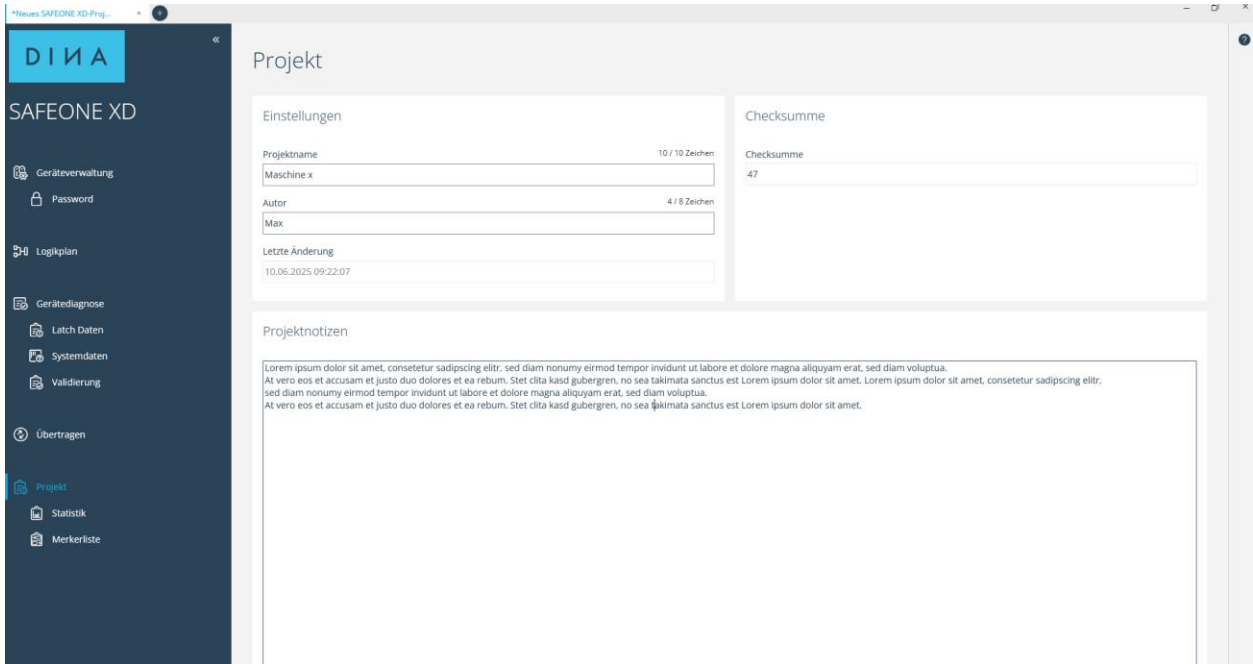 *Neues SAFEONE XD-Proj...
DINA
SAFEONE XD
Geräteverwaltung
Password
Logikplan
Gerätediagnose
Latch Daten
Systemdaten
Validierung
Übertragen
Projekt
Statistik
Merkerliste
Projekt
Einstellungen
Projektname 10 / 10 Zeichen
Maschine x
Autor 4 / 8 Zeichen
Max
Letzte Änderung
10.06.2025 09:22:07
Checksumme
Checksumme
47
Projektnotizen
Lorem ipsum dolor sit amet, consetetur sadipscing elitr, sed diam nonumy eirmod tempor invidunt ut labore et dolore magna aliquyam erat, sed diam voluptua.
At vero eos et accusam et justo duo dolores et ea rebum. Stet clita kasd gubergren, no sea takimata sanctus est Lorem ipsum dolor sit amet. Lorem ipsum dolor sit amet, consetetur sadipscing elitr,
sed diam nonumy eirmod tempor invidunt ut labore et dolore magna aliquyam erat, sed diam voluptua.
At vero eos et accusam et justo duo dolores et ea rebum. Stet clita kasd gubergren, no sea takimata sanctus est Lorem ipsum dolor sit amet.